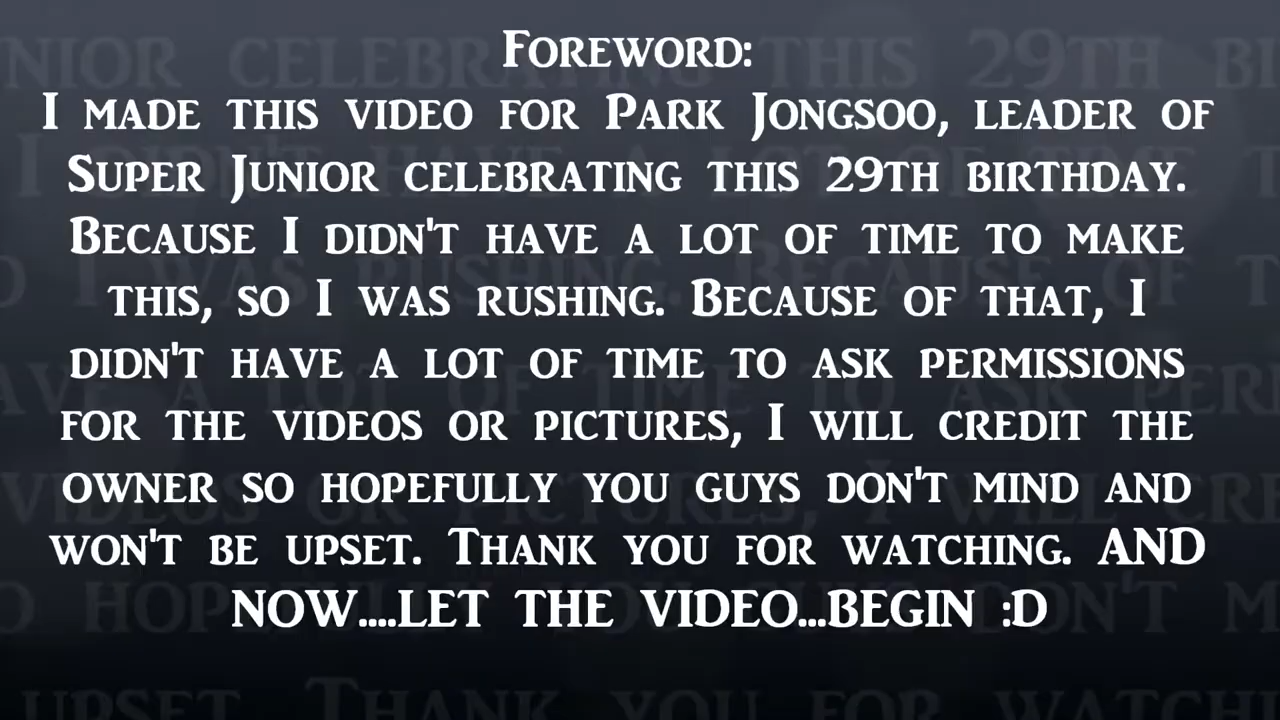 Foreword:
I made this video for Park Jongsoo, leader of
Super Junior celebrating this 29th birthday.
Because I didn't have a lot of time to make
this, so I was rushing. Because of that, I
didn't have a lot of time to ask permissions
for the videos or pictures, I will credit the
owner so hopefully you guys don't mind and
won't be upset. Thank you for watching. AND
NOW....LET THE VIDEO...BEGIN :D